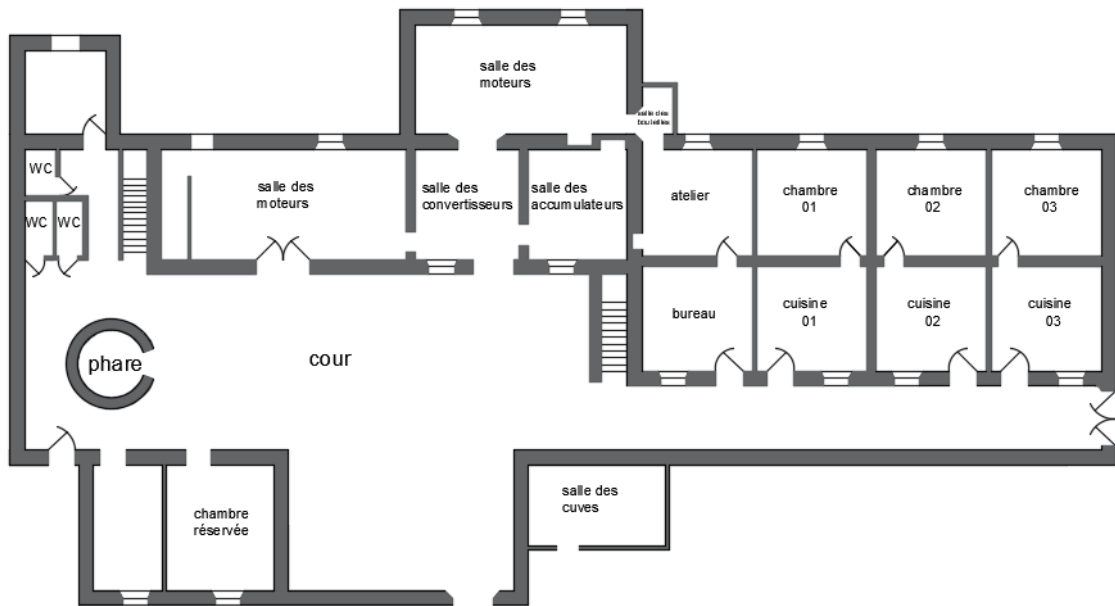 salle des
moteurs
salle des
bouteilles
wc
wc
wc
salle des
moteurs
salle des
convertisseurs
salle des
accumulateurs
atelier
chambre
01
chambre
02
chambre
03
bureau
cuisine
01
cuisine
02
cuisine
03
phare
cour
chambre
réservée
salle des
cuves